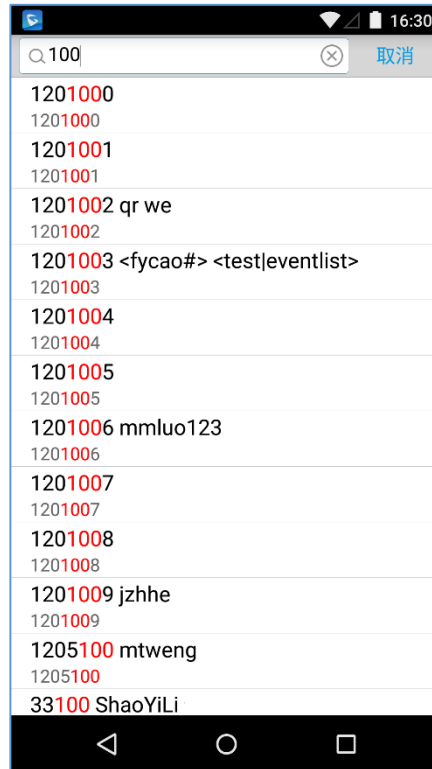 16:30
100 取消
1201000
1201000
1201001
1201001
1201002 qr we
1201002
1201003 <fycao#> <test|eventlist>
1201003
1201004
1201004
1201005
1201005
1201006 mmluo123
1201006
1201007
1201007
1201008
1201008
1201009 jzhhe
1201009
1205100 mtweng
1205100
33100 ShaoYiLi